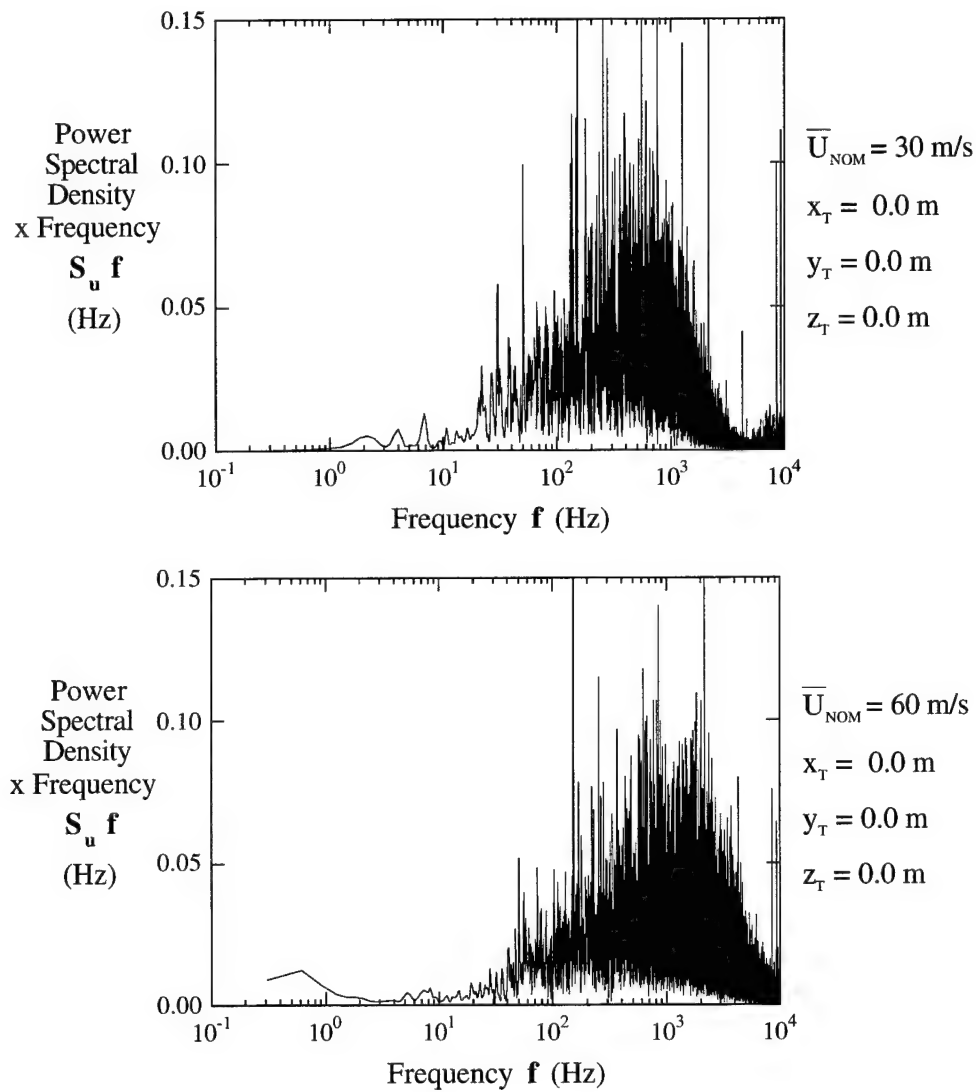 0.15
0.10
0.05
0.00
Power
Spectral
Density
x Frequency
S_u f
(Hz)
10^-1
10^0
10^1
10^2
10^3
10^4
Frequency f (Hz)
U̅_NOM = 30 m/s
x_T = 0.0 m
y_T = 0.0 m
z_T = 0.0 m
0.15
0.10
0.05
0.00
Power
Spectral
Density
x Frequency
S_u f
(Hz)
10^-1
10^0
10^1
10^2
10^3
10^4
Frequency f (Hz)
U̅_NOM = 60 m/s
x_T = 0.0 m
y_T = 0.0 m
z_T = 0.0 m